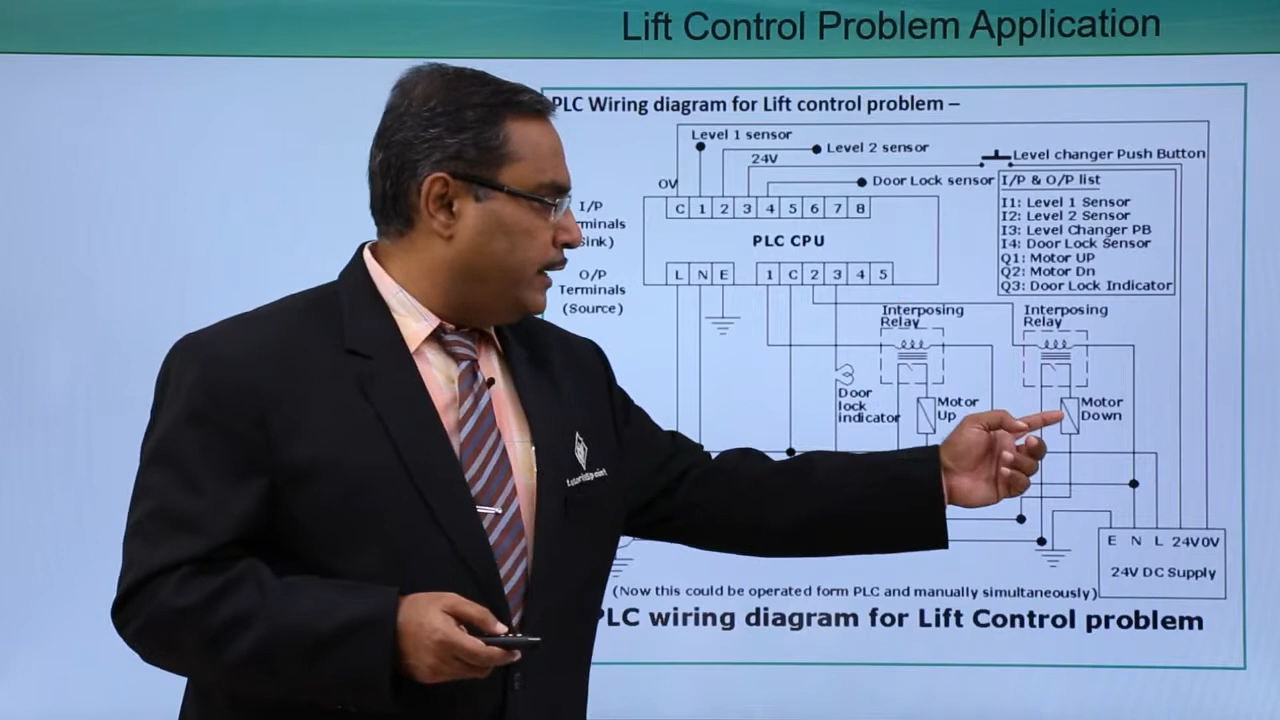 Lift Control Problem Application
PLC Wiring diagram for Lift control problem –
Level 1 sensor
Level 2 sensor
24V
Level changer Push Button
0V
Door Lock sensor
I/P & O/P list
I/P
C 1 2 3 4 5 6 7 8
I1: Level 1 Sensor
I2: Level 2 Sensor
I3: Level Changer PB
I4: Door Lock Sensor
Q1: Motor UP
Q2: Motor Dn
Q3: Door Lock Indicator
PLC CPU
O/P
Terminals
(Source)
L N E
1 C 2 3 4 5
Interposing
Relay
Interposing
Relay
Door
lock
indicator
Motor
Up
Motor
Down
tutorialspoint
E N L 24V 0V
24V DC Supply
(Now this could be operated form PLC and manually simultaneously)
PLC wiring diagram for Lift Control problem